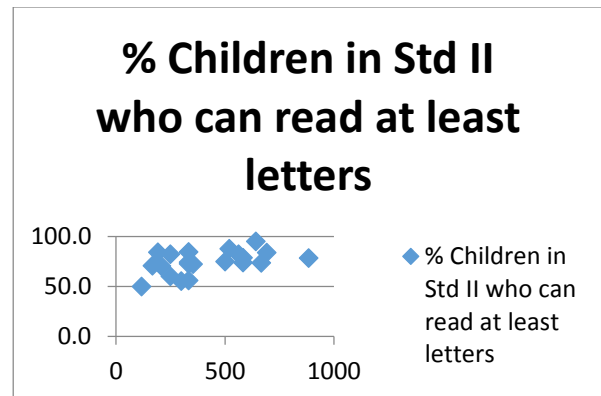 % Children in Std II
who can read at least
letters
100.0
50.0
0.0
0 500 1000
% Children in
Std II who can
read at least
letters